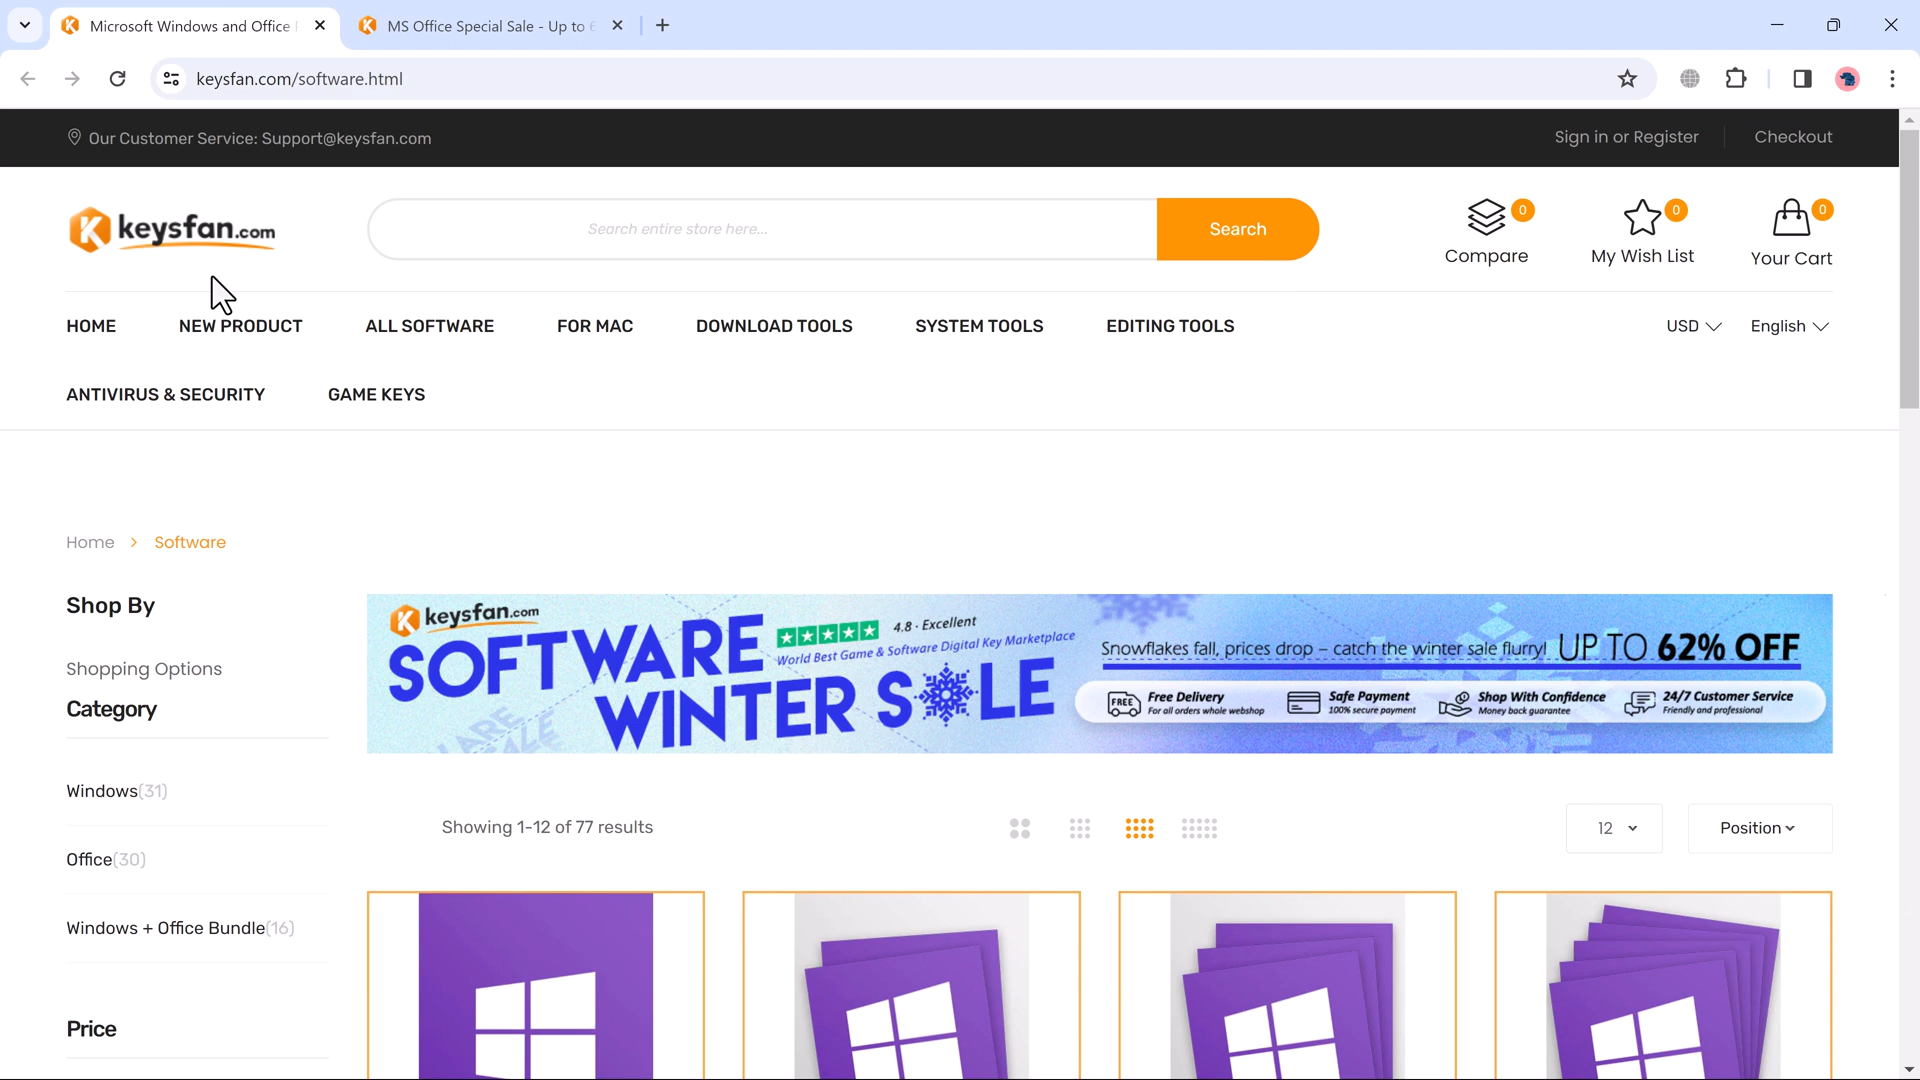 Microsoft Windows and Office
MS Office Special Sale - Up to 6
keysfan.com/software.html
Our Customer Service: Support@keysfan.com
Sign in or Register
Checkout
keysfan.com
Search entire store here...
Search
0
Compare
0
My Wish List
0
Your Cart
HOME
NEW PRODUCT
ALL SOFTWARE
FOR MAC
DOWNLOAD TOOLS
SYSTEM TOOLS
EDITING TOOLS
USD
English
ANTIVIRUS & SECURITY
GAME KEYS
Home > Software
Shop By
Shopping Options
Category
Windows(31)
Office(30)
Windows + Office Bundle(16)
Price
keysfan.com
SOFTWARE
WINTER SALE
4.8 · Excellent
World Best Game & Software Digital Key Marketplace
Snowflakes fall, prices drop – catch the winter sale flurry! UP TO 62% OFF
FREE
Free Delivery
For all orders whole webshop
Safe Payment
100% secure payment
Shop With Confidence
Money back guarantee
24/7 Customer Service
Friendly and professional
Showing 1-12 of 77 results
12
Position